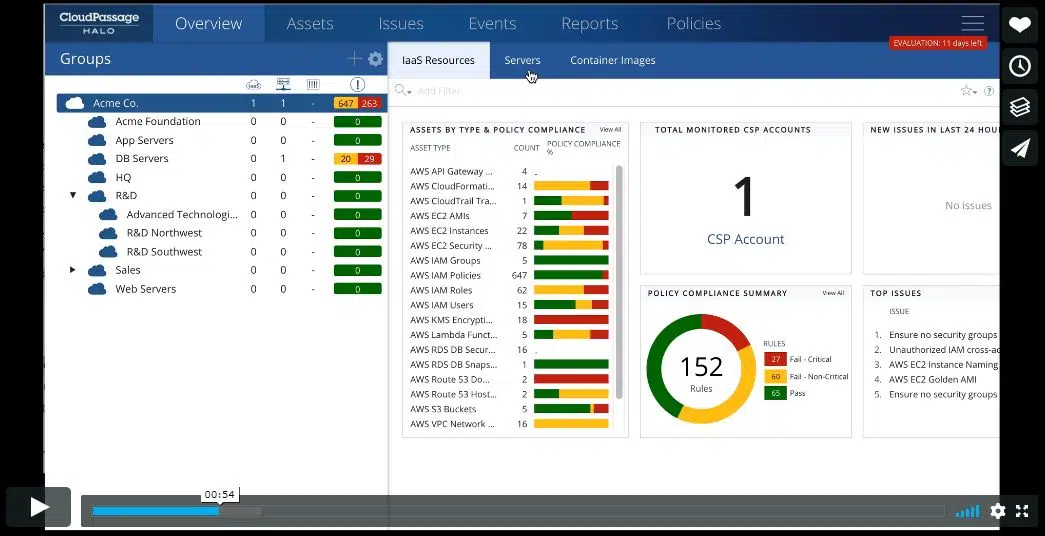 CloudPassage
HALO
Overview Assets Issues Events Reports Policies
EVALUATION: 11 days left
Groups
IaaS Resources Servers Container Images
IaaS
Add Filter
Acme Co. 1 1 - 647 263
Acme Foundation 0 0 - 0
App Servers 0 0 - 0
DB Servers 0 1 - 20 29
HQ 0 0 - 0
R&D 0 0 - 0
Advanced Technologi... 0 0 - 0
R&D Northwest 0 0 - 0
R&D Southwest 0 0 - 0
Sales 0 0 - 0
Web Servers 0 0 - 0
ASSETS BY TYPE & POLICY COMPLIANCE View All
ASSET TYPE COUNT POLICY COMPLIANCE
%
AWS API Gateway ... 4 -
AWS CloudFormati... 14
AWS CloudTrail Tra... 1
AWS EC2 AMIs 7
AWS EC2 Instances 22
AWS EC2 Security ... 78
AWS IAM Groups 5
AWS IAM Policies 647
AWS IAM Roles 62
AWS IAM Users 15
AWS KMS Encrypti... 18
AWS Lambda Funct... 5
AWS RDS DB Secur... 16 -
AWS RDS DB Snaps... 1
AWS Route 53 Do... 2
AWS Route 53 Host... 2
AWS S3 Buckets 5
AWS VPC Network ... 16
TOTAL MONITORED CSP ACCOUNTS
1
CSP Account
NEW ISSUES IN LAST 24 HOU
No issues
POLICY COMPLIANCE SUMMARY View All
152
Rules
RULES
27 Fail - Critical
60 Fail - Non-Critical
65 Pass
TOP ISSUES
ISSUE
1. Ensure no security groups
2. Unauthorized IAM cross-ac
3. AWS EC2 Instance Naming
4. AWS EC2 Golden AMI
5. Ensure no security groups
00:54